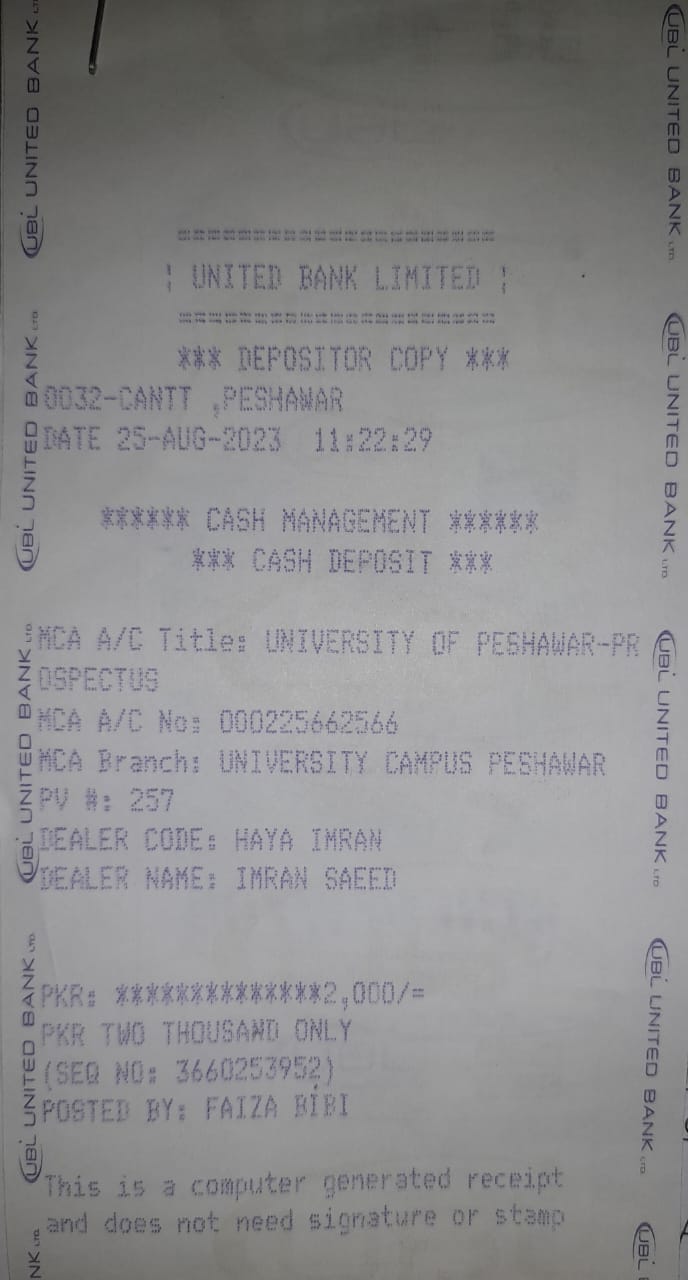 =====================
¦ UNITED BANK LIMITED ¦
=====================
*** DEPOSITOR COPY ***
0032-CANTT ,PESHAWAR
DATE 25-AUG-2023 11:22:29
****** CASH MANAGEMENT ******
*** CASH DEPOSIT ***
MCA A/C Title: UNIVERSITY OF PESHAWAR-PR
OSPECTUS
MCA A/C No: 000225662566
MCA Branch: UNIVERSITY CAMPUS PESHAWAR
PV #: 257
DEALER CODE: HAYA IMRAN
DEALER NAME: IMRAN SAEED
PKR: **************2,000/=
PKR TWO THOUSAND ONLY
(SEQ NO: 3660253952)
POSTED BY: FAIZA BIBI
This is a computer generated receipt
and does not need signature or stamp
UBL UNITED BANK LTD.
UBL UNITED BANK LTD.
UBL UNITED BANK LTD.
UBL UNITED BANK LTD.
NK LTD.
UBL UNITED BANK LTD.
UBL UNITED BANK LTD.
UBL UNITED BANK LTD.
UBL UNITED BANK LTD.
UBL